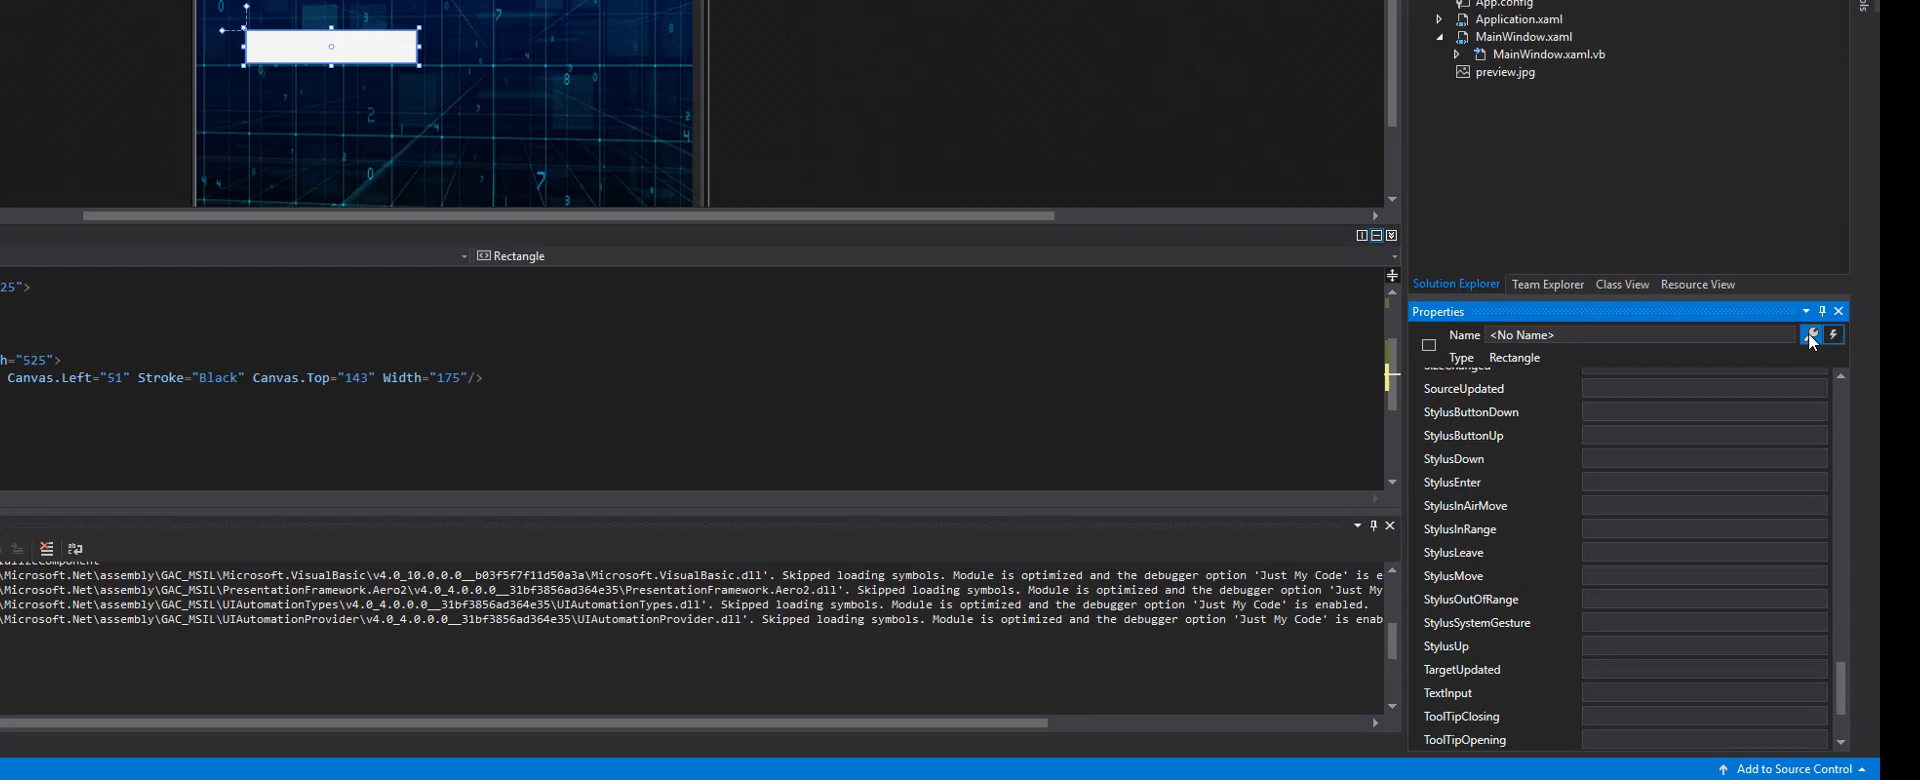 App.config
Application.xaml
MainWindow.xaml
MainWindow.xaml.vb
preview.jpg
Rectangle
25">
h="525">
Canvas.Left="51" Stroke="Black" Canvas.Top="143" Width="175"/>
Solution Explorer Team Explorer Class View Resource View
Properties
Name <No Name>
Type Rectangle
SizeChanged
SourceUpdated
StylusButtonDown
StylusButtonUp
StylusDown
StylusEnter
StylusInAirMove
StylusInRange
StylusLeave
StylusMove
StylusOutOfRange
StylusSystemGesture
StylusUp
TargetUpdated
TextInput
ToolTipClosing
ToolTipOpening
\Microsoft.Net\assembly\GAC_MSIL\Microsoft.VisualBasic\v4.0_10.0.0.0__b03f5f7f11d50a3a\Microsoft.VisualBasic.dll'. Skipped loading symbols. Module is optimized and the debugger option 'Just My Code' is e
\Microsoft.Net\assembly\GAC_MSIL\PresentationFramework.Aero2\v4.0_4.0.0.0__31bf3856ad364e35\PresentationFramework.Aero2.dll'. Skipped loading symbols. Module is optimized and the debugger option 'Just My
\Microsoft.Net\assembly\GAC_MSIL\UIAutomationTypes\v4.0_4.0.0.0__31bf3856ad364e35\UIAutomationTypes.dll'. Skipped loading symbols. Module is optimized and the debugger option 'Just My Code' is enabled.
\Microsoft.Net\assembly\GAC_MSIL\UIAutomationProvider\v4.0_4.0.0.0__31bf3856ad364e35\UIAutomationProvider.dll'. Skipped loading symbols. Module is optimized and the debugger option 'Just My Code' is enab
Add to Source Control